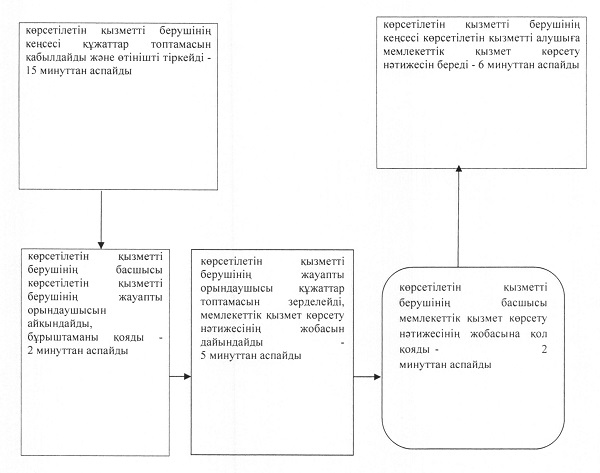 көрсетілетін қызметті берушінің
кеңсесі құжаттар топтамасын
қабылдайды және өтінішті тіркейді -
15 минуттан аспайды
көрсетілетін қызметті берушінің
кеңсесі көрсетілетін қызметті алушыға
мемлекеттік қызмет көрсету
нәтижесін береді - 6 минуттан аспайды
көрсетілетін қызметті
берушінің басшысы
көрсетілетін қызметті
берушінің жауапты
орындаушысын
айқындайды,
бұрыштаманы қояды -
2 минуттан аспайды
көрсетілетін қызметті
берушінің жауапты
орындаушысы құжаттар
топтамасын зерделейді,
мемлекеттік қызмет көрсету
нәтижесінің жобасын
дайындайды -
5 минуттан аспайды
көрсетілетін қызметті
берушінің басшысы
мемлекеттік қызмет көрсету
нәтижесінің жобасына қол
қояды - 2
минуттан аспайды